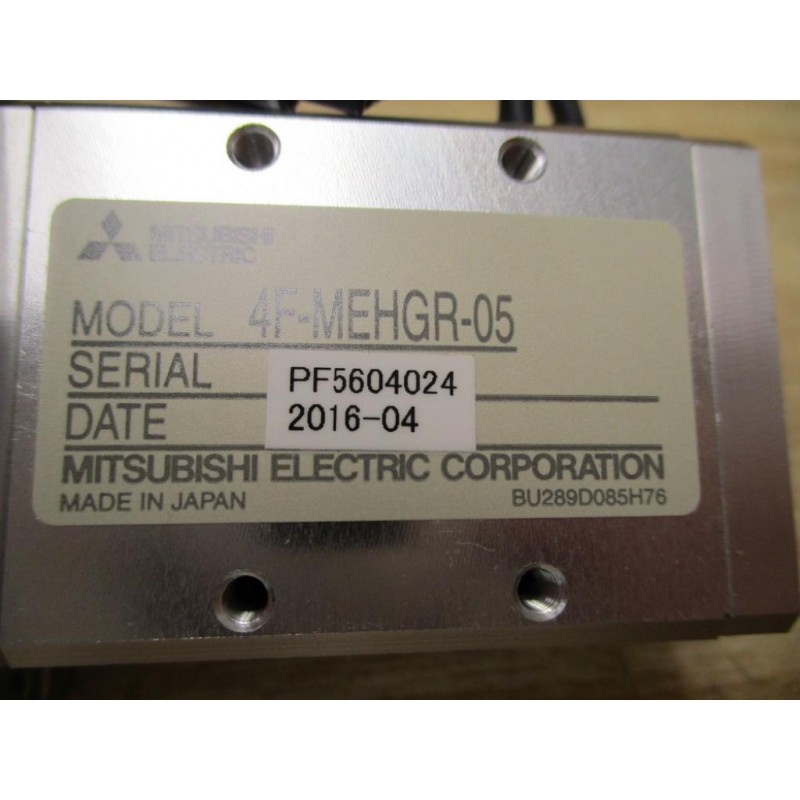 MITSUBISHI
ELECTRIC
MODEL 4F-MEHGR-05
SERIAL PF5604024
DATE 2016-04
MITSUBISHI ELECTRIC CORPORATION
MADE IN JAPAN BU289D085H76